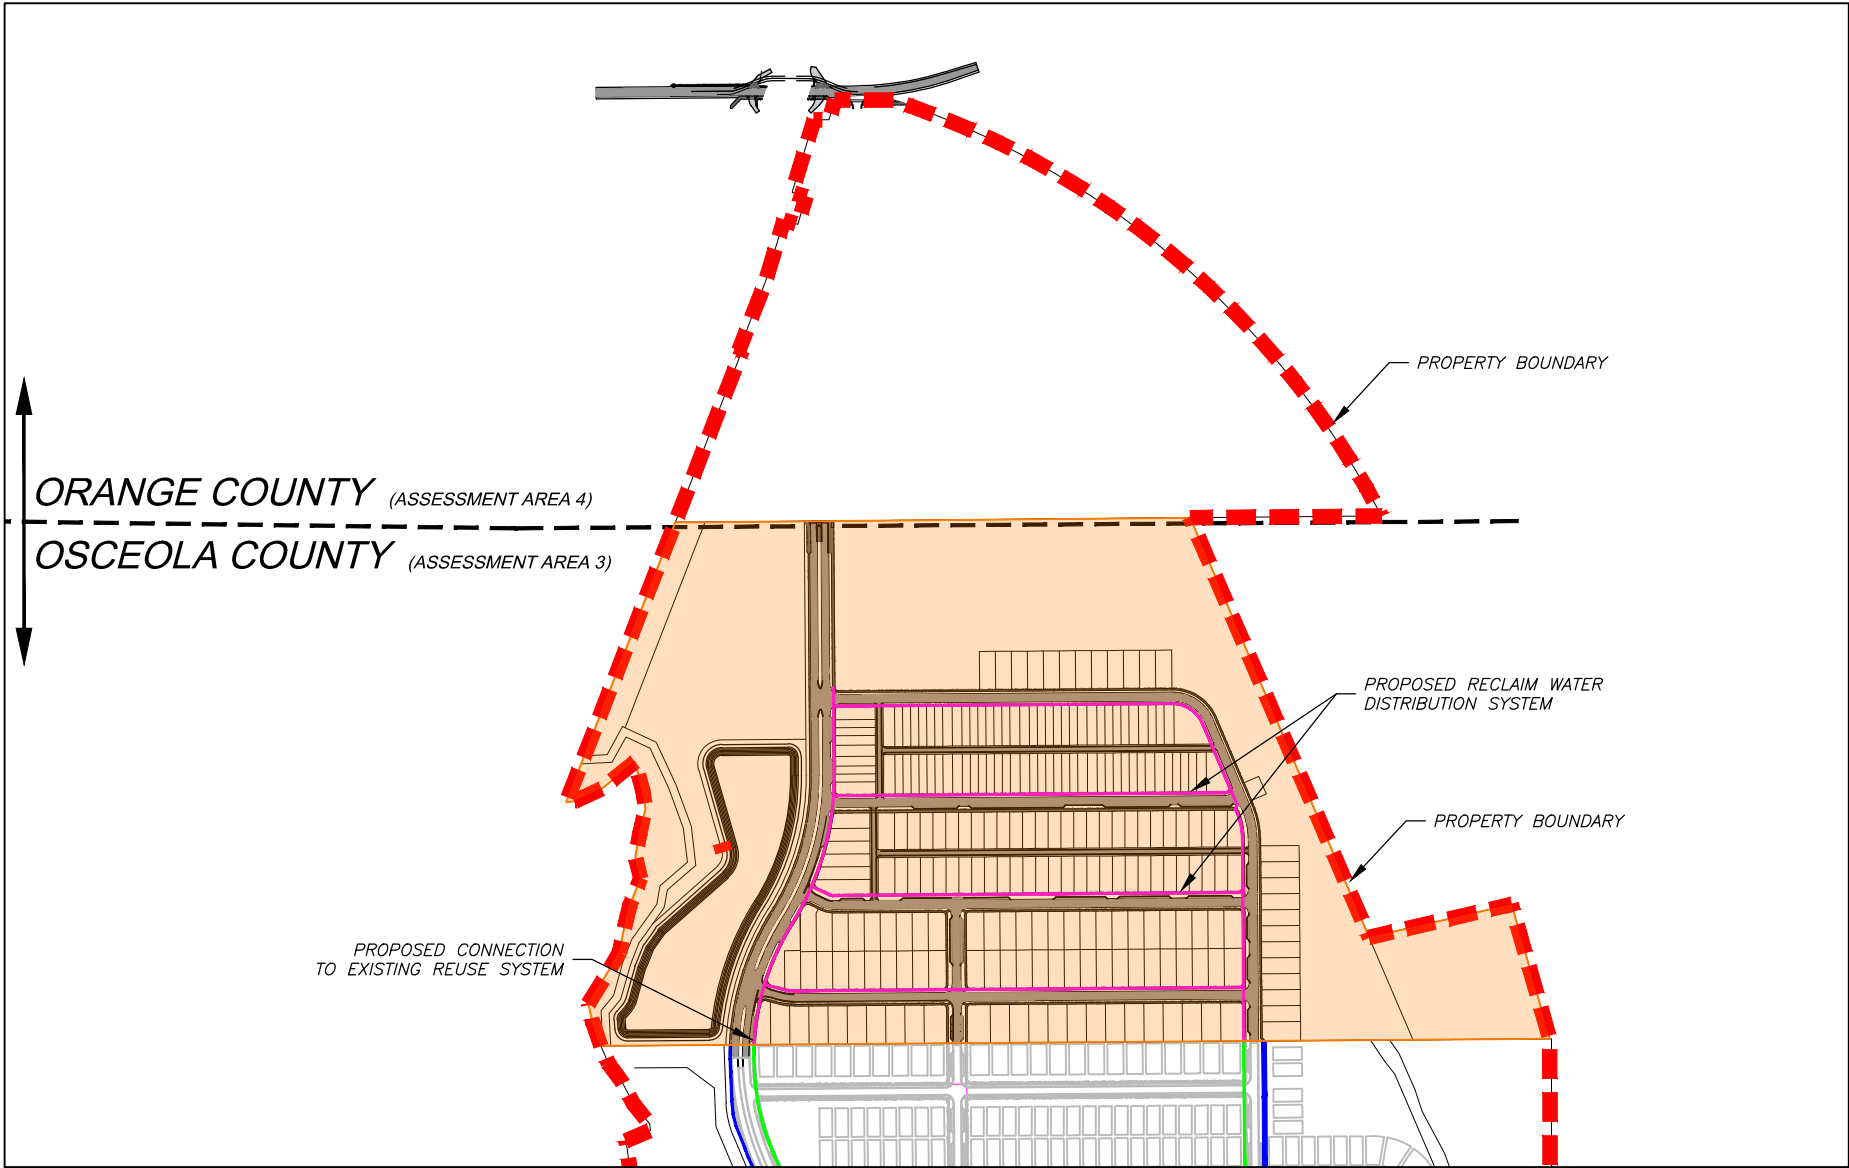 PROPERTY BOUNDARY
ORANGE COUNTY (ASSESSMENT AREA 4)
OSCEOLA COUNTY (ASSESSMENT AREA 3)
PROPOSED RECLAIM WATER
DISTRIBUTION SYSTEM
PROPERTY BOUNDARY
PROPOSED CONNECTION
TO EXISTING REUSE SYSTEM